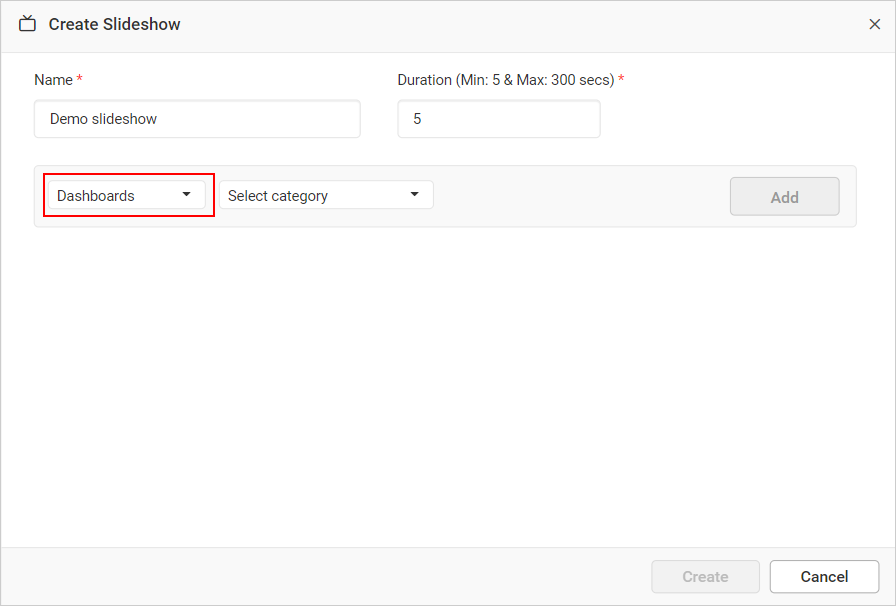 Create Slideshow
Name * Duration (Min: 5 & Max: 300 secs) *
Demo slideshow 5
Dashboards Select category Add
Create Cancel